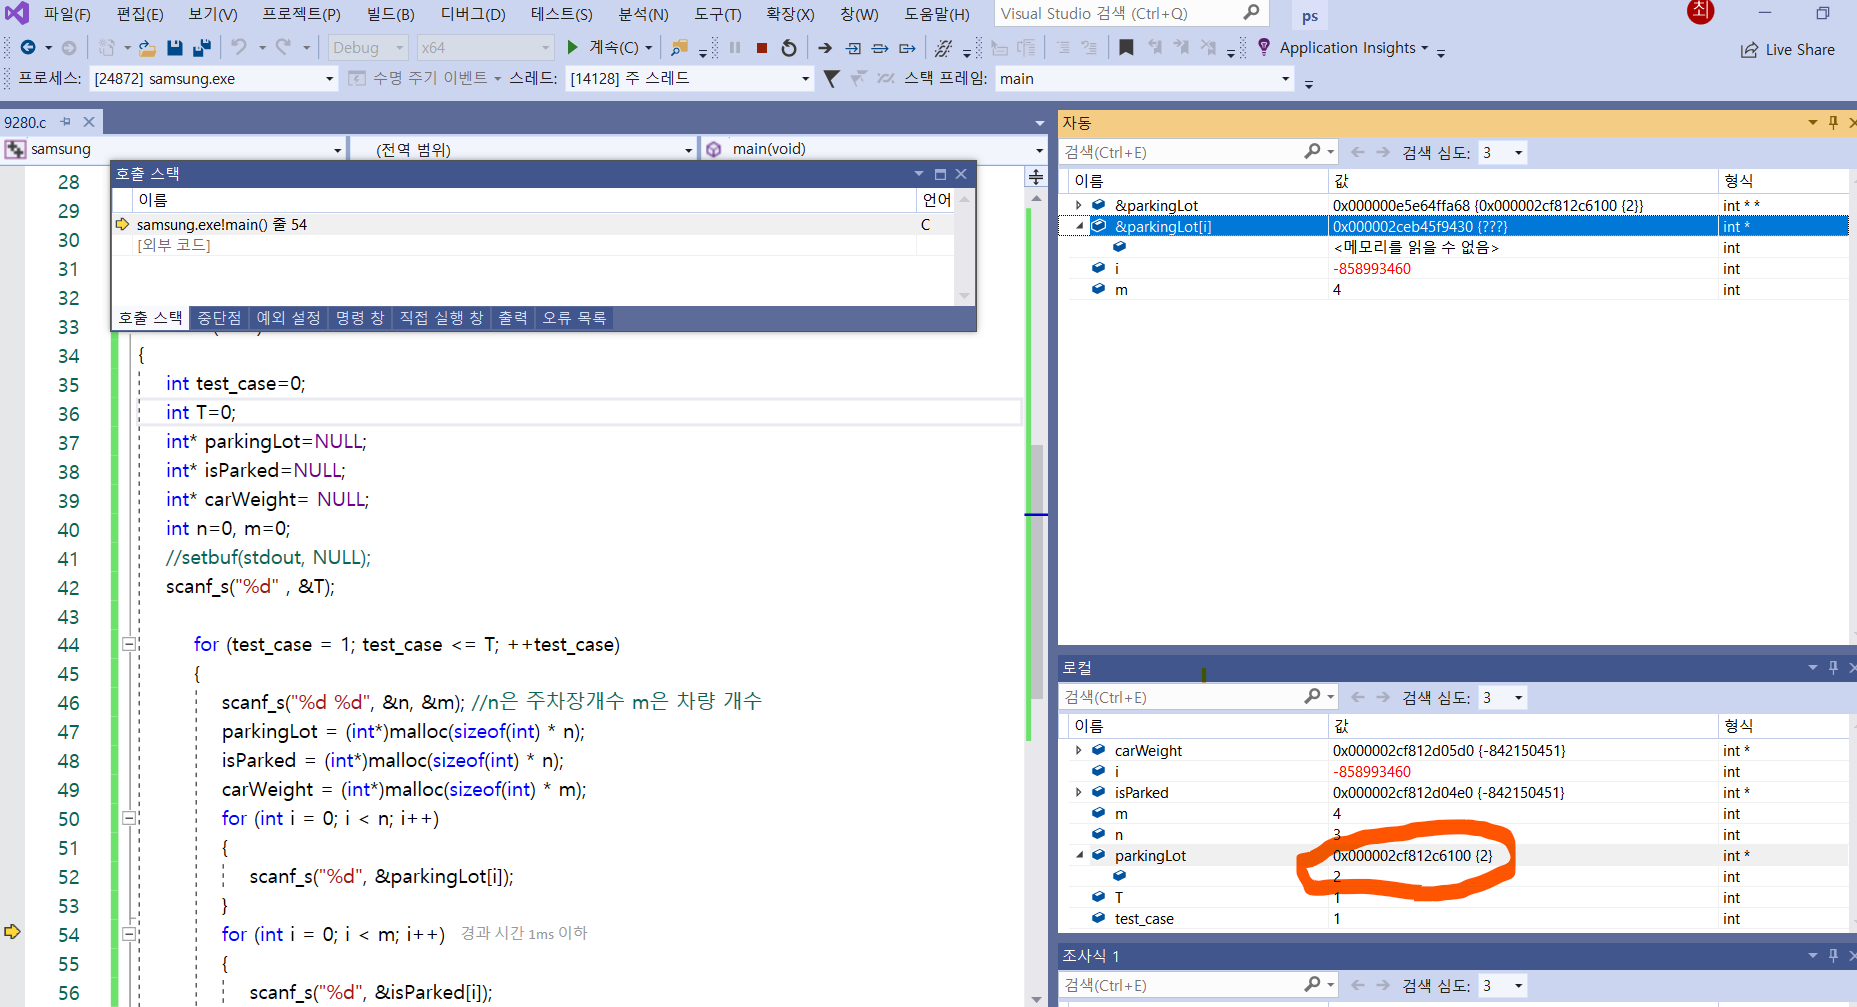 파일(F) 편집(E) 보기(V) 프로젝트(P) 빌드(B) 디버그(D) 테스트(S) 분석(N) 도구(T) 확장(X) 창(W) 도움말(H) Visual Studio 검색 (Ctrl+Q) ps 최
Debug x64 계속(C) Application Insights Live Share
프로세스: [24872] samsung.exe 수명 주기 이벤트 스레드: [14128] 주 스레드 스택 프레임: main
9280.c
samsung (전역 범위) main(void)
호출 스택
이름 언어
samsung.exe!main() 줄 54 C
[외부 코드]
호출 스택 중단점 예외 설정 명령 창 직접 실행 창 출력 오류 목록
28
29
30
31
32
33
34 {
35 int test_case=0;
36 int T=0;
37 int* parkingLot=NULL;
38 int* isParked=NULL;
39 int* carWeight= NULL;
40 int n=0, m=0;
41 //setbuf(stdout, NULL);
42 scanf_s("%d" , &T);
43
44 for (test_case = 1; test_case <= T; ++test_case)
45 {
46 scanf_s("%d %d", &n, &m); //n은 주차장개수 m은 차량 개수
47 parkingLot = (int*)malloc(sizeof(int) * n);
48 isParked = (int*)malloc(sizeof(int) * n);
49 carWeight = (int*)malloc(sizeof(int) * m);
50 for (int i = 0; i < n; i++)
51 {
52 scanf_s("%d", &parkingLot[i]);
53 }
54 for (int i = 0; i < m; i++) 경과 시간 1ms 이하
55 {
56 scanf_s("%d", &isParked[i]);
자동
검색(Ctrl+E) 검색 심도: 3
이름 값 형식
&parkingLot 0x000000e5e64ffa68 {0x000002cf812c6100 {2}} int * *
&parkingLot[i] 0x000002ceb45f9430 {???} int *
<메모리를 읽을 수 없음> int
i -858993460 int
m 4 int
로컬
검색(Ctrl+E) 검색 심도: 3
이름 값 형식
carWeight 0x000002cf812d05d0 {-842150451} int *
i -858993460 int
isParked 0x000002cf812d04e0 {-842150451} int *
m 4 int
n 3 int
parkingLot 0x000002cf812c6100 {2} int *
2 int
T 1 int
test_case 1 int
조사식 1
검색(Ctrl+E) 검색 심도: 3